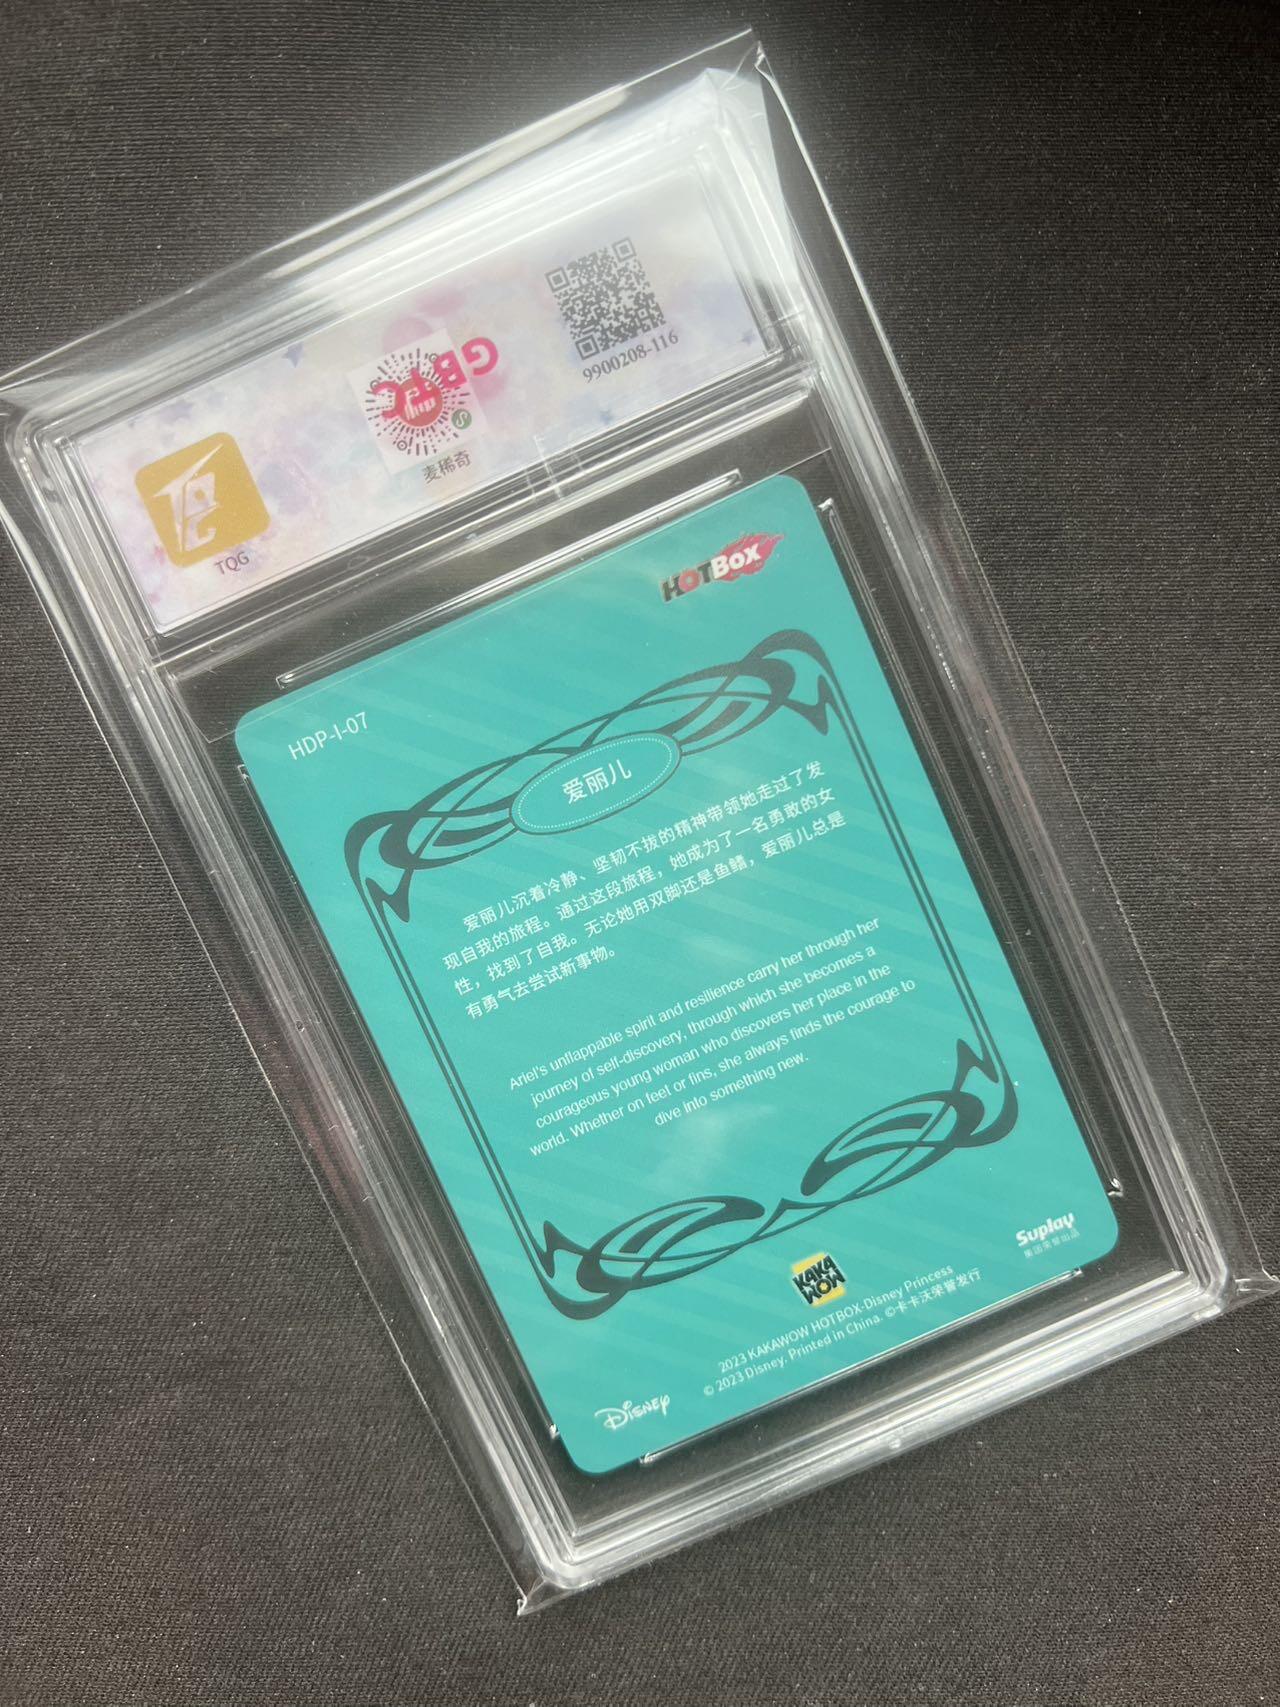 TQG
GBTC
麦稀奇
9900208-116
HOTBOX
HDP-I-07
爱丽儿
爱丽儿沉着冷静、坚韧不拔的精神带领她走过了发
现自我的旅程。通过这段旅程，她成为了一名勇敢的女
性，找到了自我。无论她用双脚还是鱼鳍，爱丽儿总是
有勇气去尝试新事物。
Ariel's unflappable spirit and resilience carry her through her
journey of self-discovery, through which she becomes a
courageous young woman who discovers her place in the
world. Whether on feet or fins, she always finds the courage to
dive into something new.
KAKA
WOW
Suplay
集团荣誉出品
2023 KAKAWOW HOTBOX-Disney Princess
© 2023 Disney. Printed in China. ©卡卡沃荣誉发行
Disney